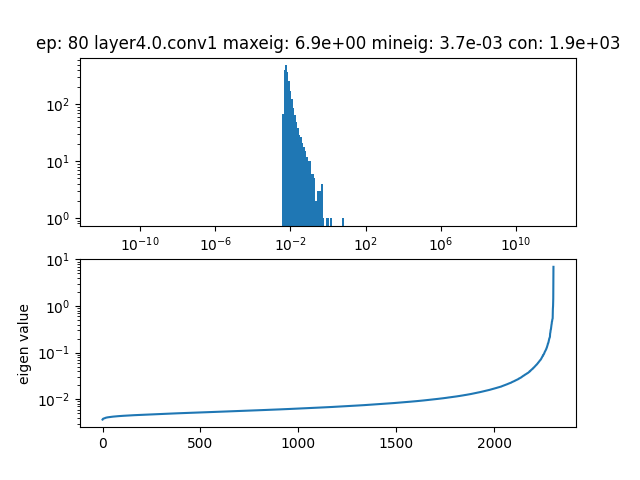 ep: 80 layer4.0.conv1 maxeig: 6.9e+00 mineig: 3.7e-03 con: 1.9e+03
10²
10¹
10⁰
10⁻¹⁰ 10⁻⁶ 10⁻² 10² 10⁶ 10¹⁰
eigen value
10¹
10⁰
10⁻¹
10⁻²
0 500 1000 1500 2000